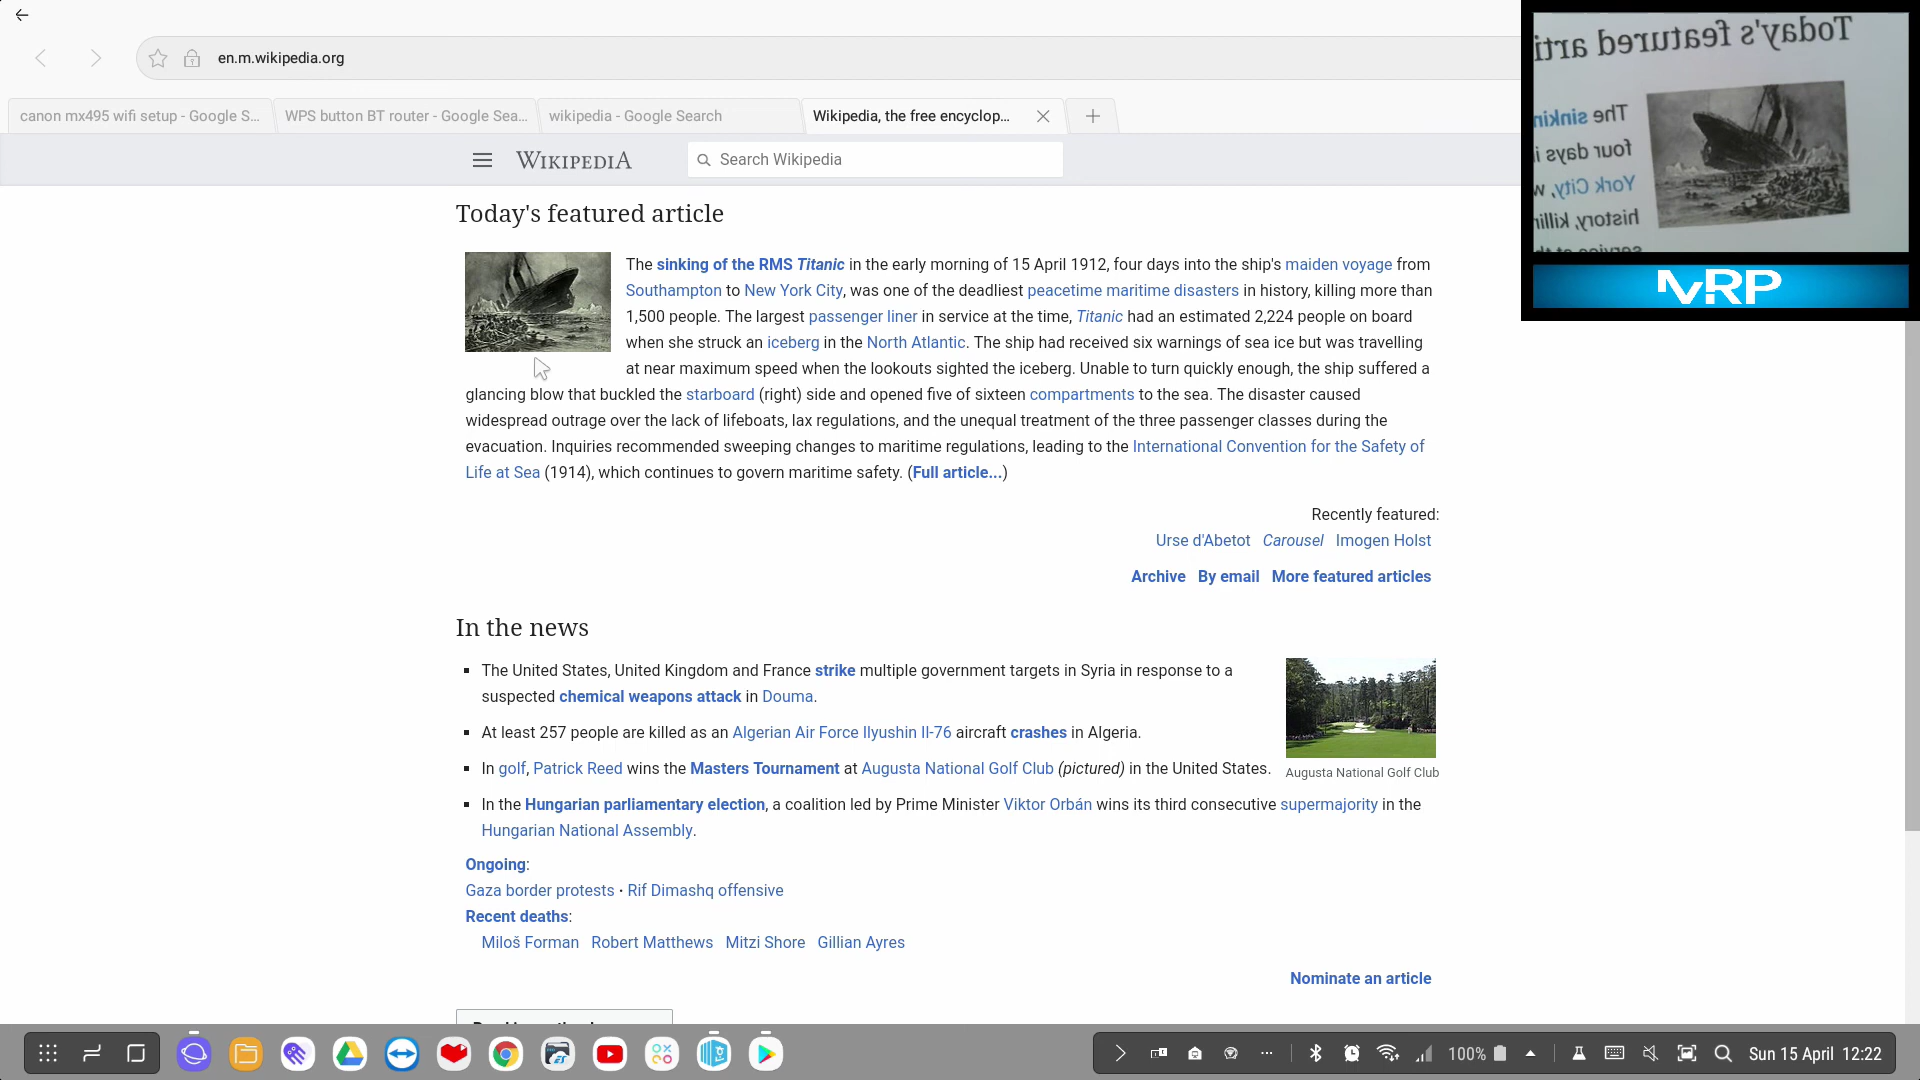 en.m.wikipedia.org
canon mx495 wifi setup - Google S...
WPS button BT router - Google Sea...
wikipedia - Google Search
Wikipedia, the free encyclop...
WIKIPEDIA
Search Wikipedia
Today's featured article
The sinking of the RMS Titanic in the early morning of 15 April 1912, four days into the ship's maiden voyage from
Southampton to New York City, was one of the deadliest peacetime maritime disasters in history, killing more than
1,500 people. The largest passenger liner in service at the time, Titanic had an estimated 2,224 people on board
when she struck an iceberg in the North Atlantic. The ship had received six warnings of sea ice but was travelling
at near maximum speed when the lookouts sighted the iceberg. Unable to turn quickly enough, the ship suffered a
glancing blow that buckled the starboard (right) side and opened five of sixteen compartments to the sea. The disaster caused
widespread outrage over the lack of lifeboats, lax regulations, and the unequal treatment of the three passenger classes during the
evacuation. Inquiries recommended sweeping changes to maritime regulations, leading to the International Convention for the Safety of
Life at Sea (1914), which continues to govern maritime safety. (Full article...)
Recently featured:
Urse d'Abetot Carousel Imogen Holst
Archive By email More featured articles
In the news
▪ The United States, United Kingdom and France strike multiple government targets in Syria in response to a
suspected chemical weapons attack in Douma.
▪ At least 257 people are killed as an Algerian Air Force Ilyushin Il-76 aircraft crashes in Algeria.
▪ In golf, Patrick Reed wins the Masters Tournament at Augusta National Golf Club (pictured) in the United States.
Augusta National Golf Club
▪ In the Hungarian parliamentary election, a coalition led by Prime Minister Viktor Orbán wins its third consecutive supermajority in the
Hungarian National Assembly.
Ongoing:
Gaza border protests · Rif Dimashq offensive
Recent deaths:
Miloš Forman Robert Matthews Mitzi Shore Gillian Ayres
Nominate an article
Today's featured arti
The sinkin
four days i
York City, w
history, killi
MRP
100%
Sun 15 April 12:22